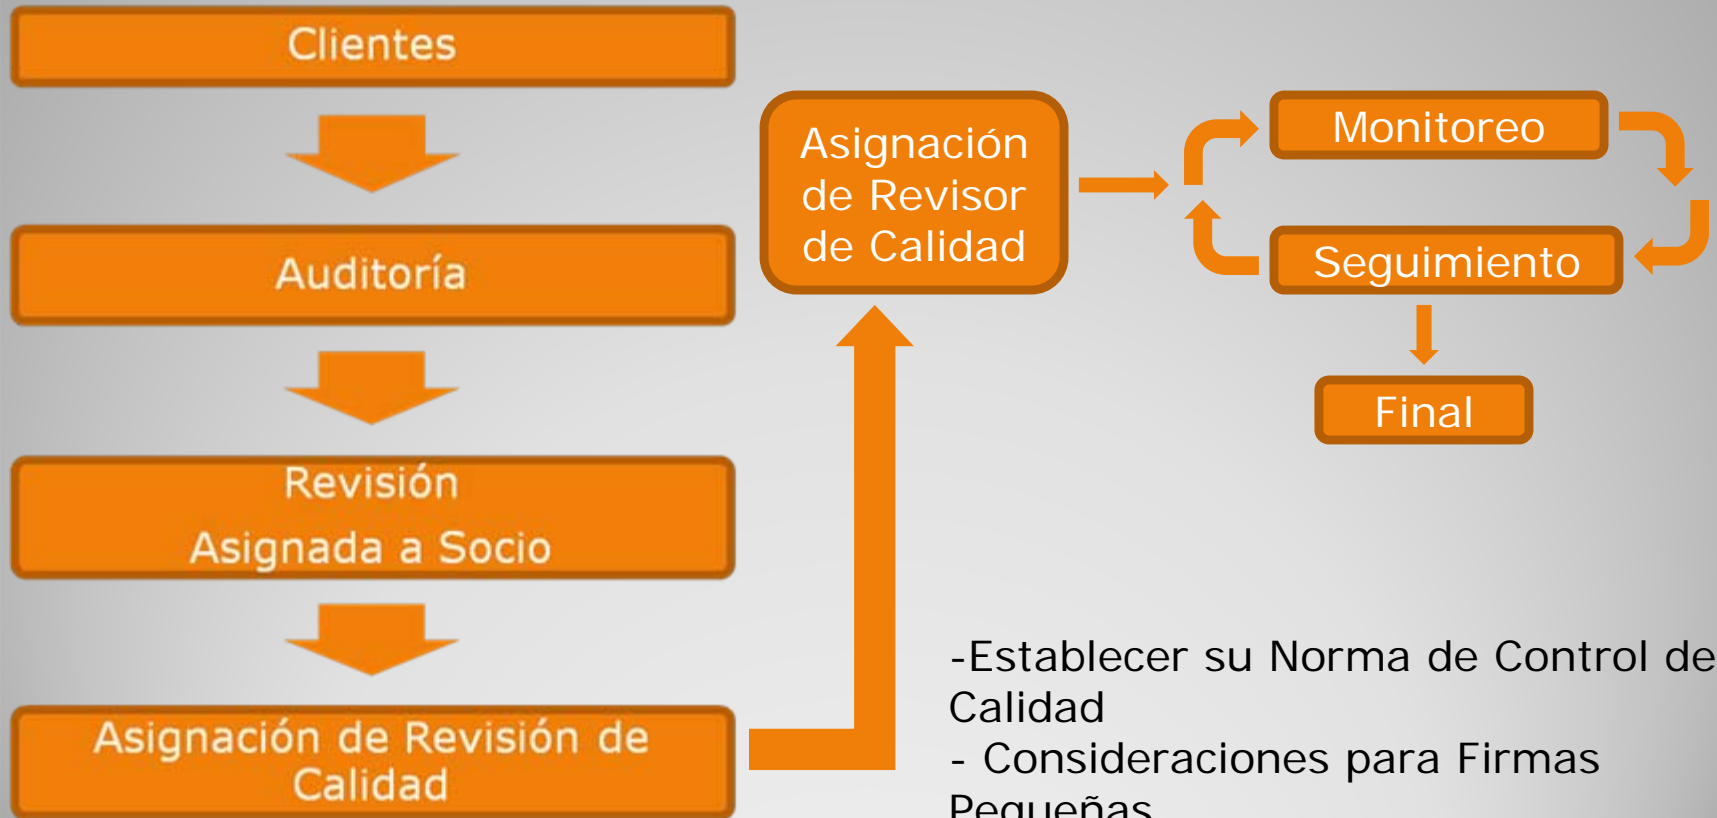 Clientes
Auditoría
Revisión
Asignada a Socio
Asignación de Revisión de
Calidad
Asignación
de Revisor
de Calidad
Monitoreo
Seguimiento
Final
-Establecer su Norma de Control de
Calidad
- Consideraciones para Firmas
Pequeñas